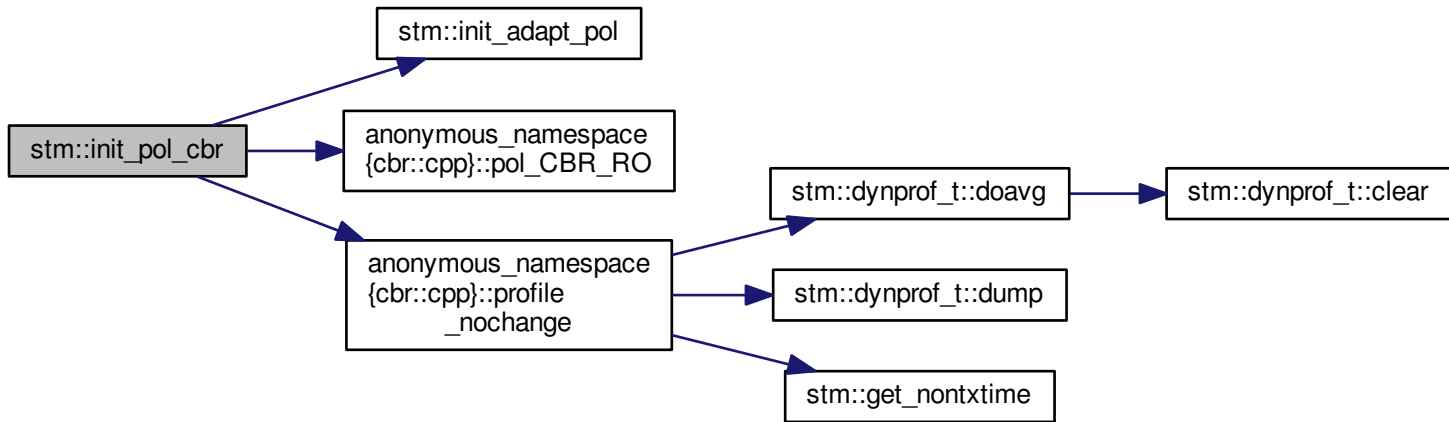 stm::init_pol_cbr
stm::init_adapt_pol
anonymous_namespace
{cbr::cpp}::pol_CBR_RO
anonymous_namespace
{cbr::cpp}::profile
_nochange
stm::dynprof_t::doavg
stm::dynprof_t::dump
stm::get_nontxtime
stm::dynprof_t::clear